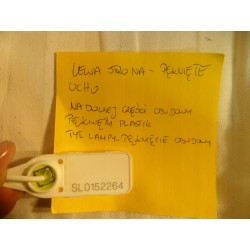 LEWA STRONA - PĘKNIĘTE
UCHO
NA DOLNEJ CZĘŚCI OBUDOWY
PĘKNIĘTY PLASTIK
TYŁ LAMPY - PĘKNIĘCIE OBUDOWY
SLD152264